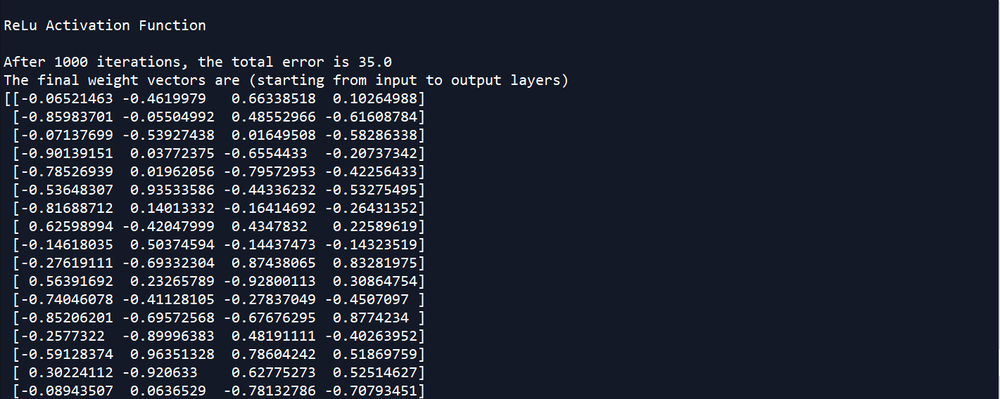 ReLu Activation Function
After 1000 iterations, the total error is 35.0
The final weight vectors are (starting from input to output layers)
[[-0.06521463 -0.4619979   0.66338518  0.10264988]
 [-0.85983701 -0.05504992  0.48552966 -0.61608784]
 [-0.07137699 -0.53927438  0.01649508 -0.58286338]
 [-0.90139151  0.03772375 -0.6554433  -0.20737342]
 [-0.78526939  0.01962056 -0.79572953 -0.42256433]
 [-0.53648307  0.93533586 -0.44336232 -0.53275495]
 [-0.81688712  0.14013332 -0.16414692 -0.26431352]
 [ 0.62598994 -0.42047999  0.4347832   0.22589619]
 [-0.14618035  0.50374594 -0.14437473 -0.14323519]
 [-0.27619111 -0.69332304  0.87438065  0.83281975]
 [ 0.56391692  0.23265789 -0.92800113  0.30864754]
 [-0.74046078 -0.41128105 -0.27837049 -0.4507097 ]
 [-0.85206201 -0.69572568 -0.67676295  0.8774234 ]
 [-0.2577322  -0.89996383  0.48191111 -0.40263952]
 [-0.59128374  0.96351328  0.78604242  0.51869759]
 [ 0.30224112 -0.920633    0.62775273  0.52514627]
 [-0.08943507  0.0636529  -0.78132786 -0.70793451]